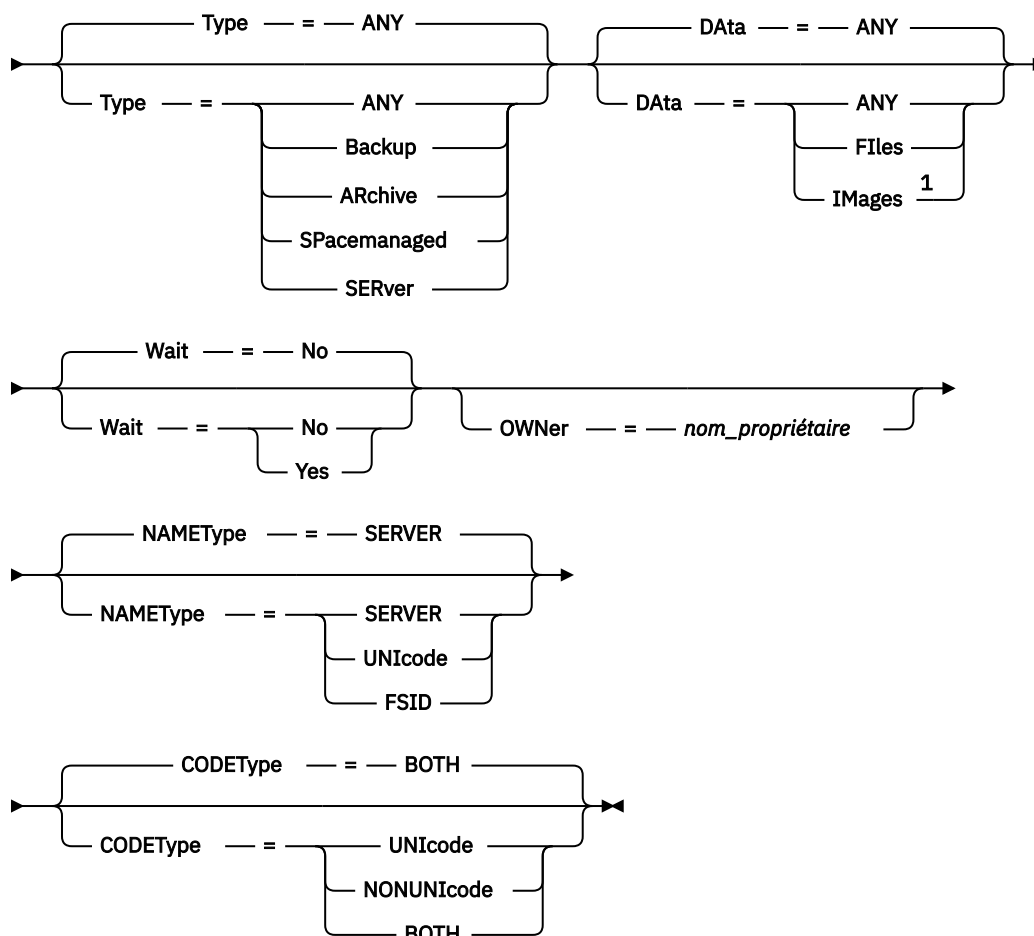 Type = ANY DAta = ANY
Type = ANY DAta = ANY
Backup FIles
ARchive IMages 1
SPacemanaged
SERver
Wait = No
Wait = No OWNer = nom_propriétaire
Yes
NAMEType = SERVER
NAMEType = SERVER
UNIcode
FSID
CODEType = BOTH
CODEType = UNIcode
NONUNIcode
BOTH